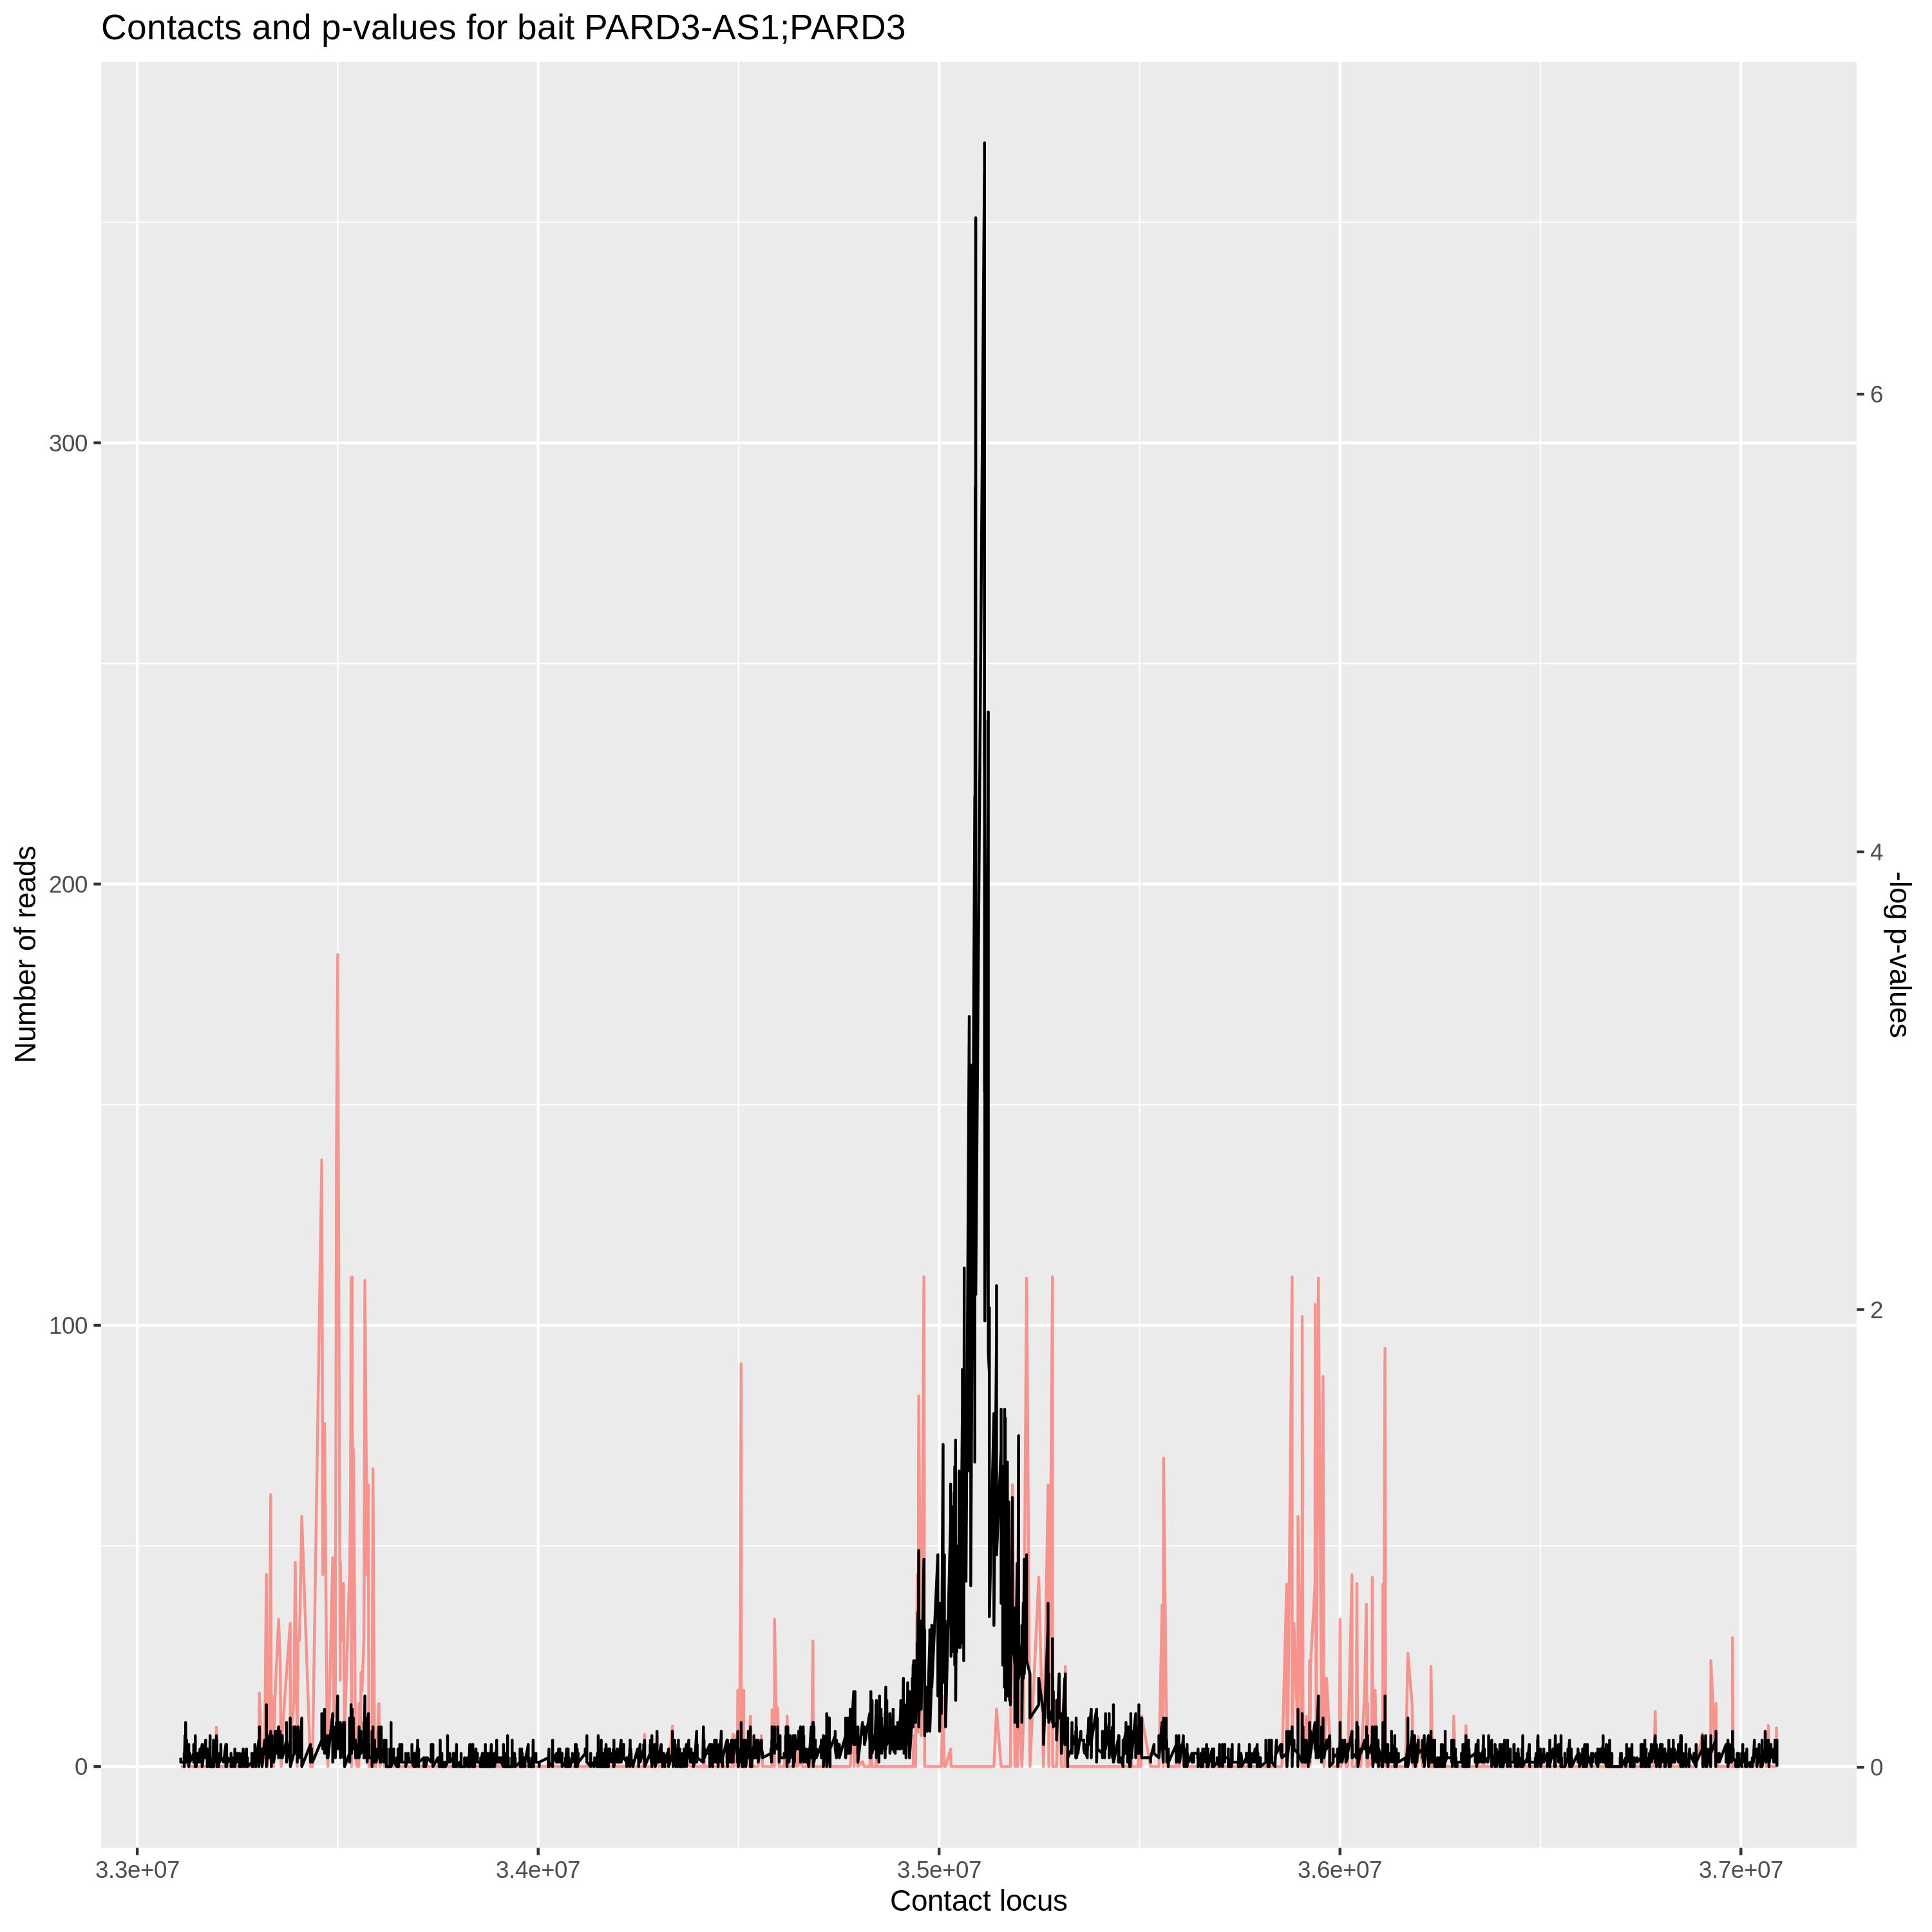 Contacts and p-values for bait PARD3-AS1;PARD3
Number of reads
300
200
100
0
6
4
2
0
-log p-values
3.3e+07
3.4e+07
3.5e+07
3.6e+07
3.7e+07
Contact locus